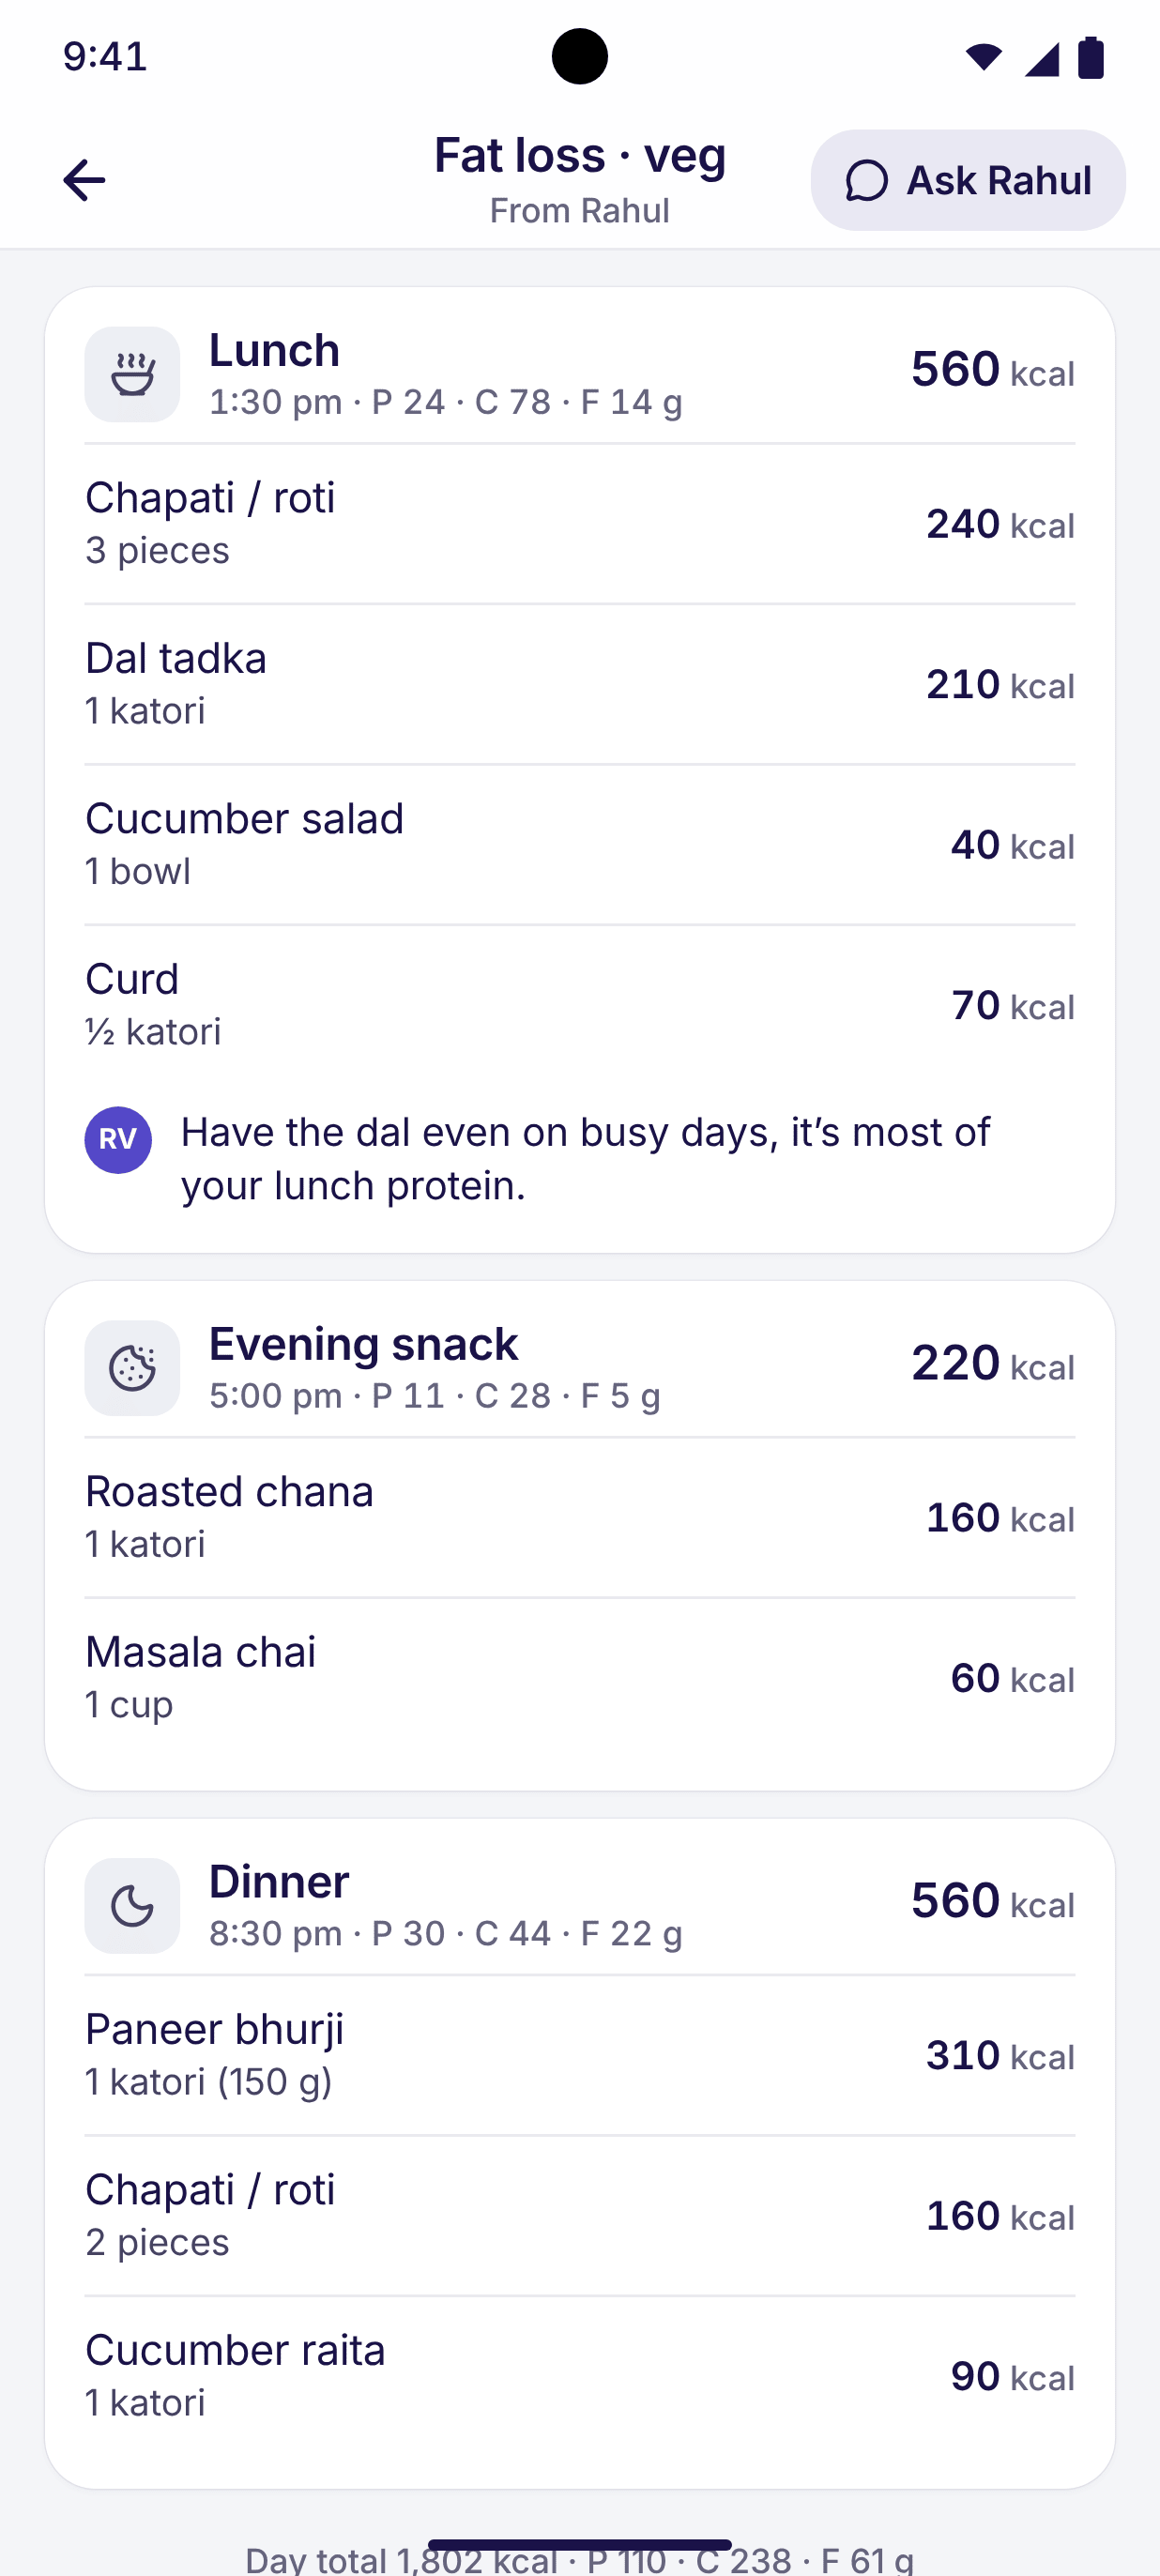 9:41
Fat loss · veg
From Rahul
Ask Rahul
Lunch
1:30 pm · P 24 · C 78 · F 14 g
560 kcal
Chapati / roti
3 pieces
240 kcal
Dal tadka
1 katori
210 kcal
Cucumber salad
1 bowl
40 kcal
Curd
½ katori
70 kcal
RV
Have the dal even on busy days, it’s most of
your lunch protein.
Evening snack
5:00 pm · P 11 · C 28 · F 5 g
220 kcal
Roasted chana
1 katori
160 kcal
Masala chai
1 cup
60 kcal
Dinner
8:30 pm · P 30 · C 44 · F 22 g
560 kcal
Paneer bhurji
1 katori (150 g)
310 kcal
Chapati / roti
2 pieces
160 kcal
Cucumber raita
1 katori
90 kcal
Day total 1,802 kcal · P 110 · C 238 · F 61 g